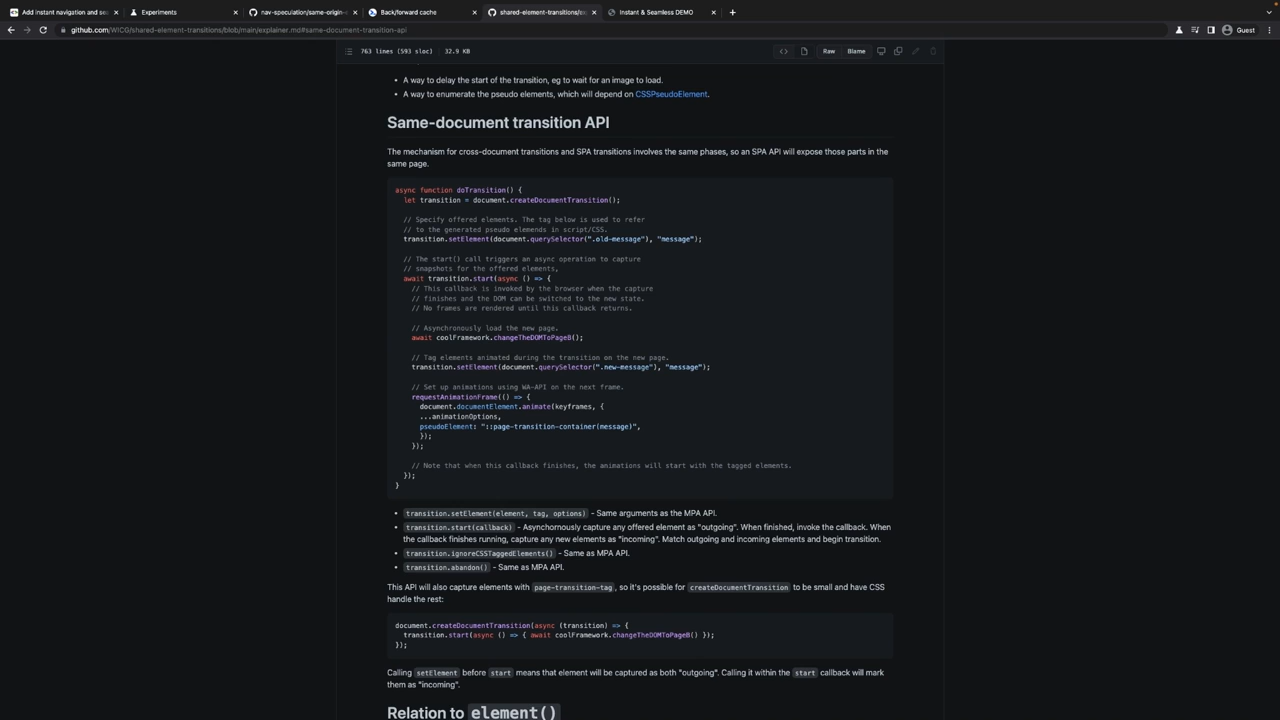 Add instant navigation and se
Experiments
nav-speculation/same-origin-
Back/forward cache
shared-element-transitions/e
Instant & Seamless DEMO
github.com/WICG/shared-element-transitions/blob/main/explainer.md#same-document-transition-api
Guest
763 lines (593 sloc) 32.9 KB
Raw
Blame
• A way to delay the start of the transition, eg to wait for an image to load.
• A way to enumerate the pseudo elements, which will depend on CSSPseudoElement.
Same-document transition API
The mechanism for cross-document transitions and SPA transitions involves the same phases, so an SPA API will expose those parts in the
same page.
async function doTransition() {
let transition = document.createDocumentTransition();
// Specify offered elements. The tag below is used to refer
// to the generated pseudo elemends in script/CSS.
transition.setElement(document.querySelector(".old-message"), "message");
// The start() call triggers an async operation to capture
// snapshots for the offered elements,
await transition.start(async () => {
// This callback is invoked by the browser when the capture
// finishes and the DOM can be switched to the new state.
// No frames are rendered until this callback returns.
// Asynchronously load the new page.
await coolFramework.changeTheDOMToPageB();
// Tag elements animated during the transition on the new page.
transition.setElement(document.querySelector(".new-message"), "message");
// Set up animations using WA-API on the next frame.
requestAnimationFrame(() => {
document.documentElement.animate(keyframes, {
...animationOptions,
pseudoElement: "::page-transition-container(message)",
});
});
// Note that when this callback finishes, the animations will start with the tagged elements.
});
}
• transition.setElement(element, tag, options) - Same arguments as the MPA API.
• transition.start(callback) - Asynchornously capture any offered element as "outgoing". When finished, invoke the callback. When
the callback finishes running, capture any new elements as "incoming". Match outgoing and incoming elements and begin transition.
• transition.ignoreCSSTaggedElements() - Same as MPA API.
• transition.abandon() - Same as MPA API.
This API will also capture elements with page-transition-tag, so it's possible for createDocumentTransition to be small and have CSS
handle the rest:
document.createDocumentTransition(async (transition) => {
transition.start(async () => { await coolFramework.changeTheDOMToPageB() });
});
Calling setElement before start means that element will be captured as both "outgoing". Calling it within the start callback will mark
them as "incoming".
Relation to element()